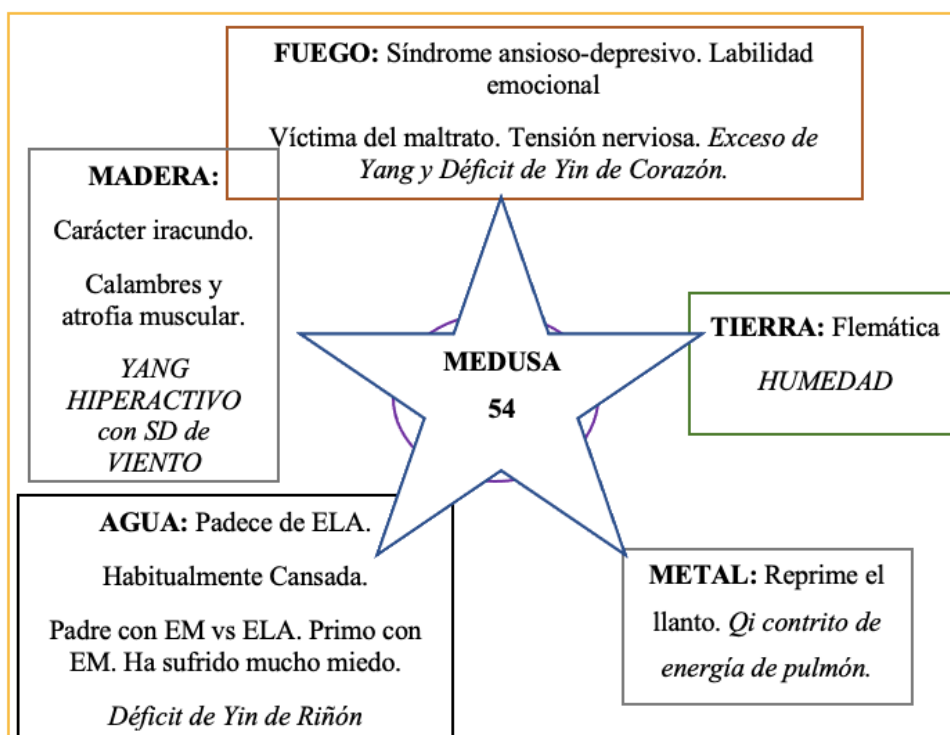 FUEGO: Síndrome ansioso-depresivo. Labilidad
emocional
Víctima del maltrato. Tensión nerviosa. Exceso de
Yang y Déficit de Yin de Corazón.
MADERA:
Carácter iracundo.
Calambres y
atrofia muscular.
YANG
HIPERACTIVO
con SD de
VIENTO
MEDUSA
54
TIERRA: Flemática
HUMEDAD
AGUA: Padece de ELA.
Habitualmente Cansada.
Padre con EM vs ELA. Primo con
EM. Ha sufrido mucho miedo.
Déficit de Yin de Riñón
METAL: Reprime el
llanto. Qi contrito de
energía de pulmón.